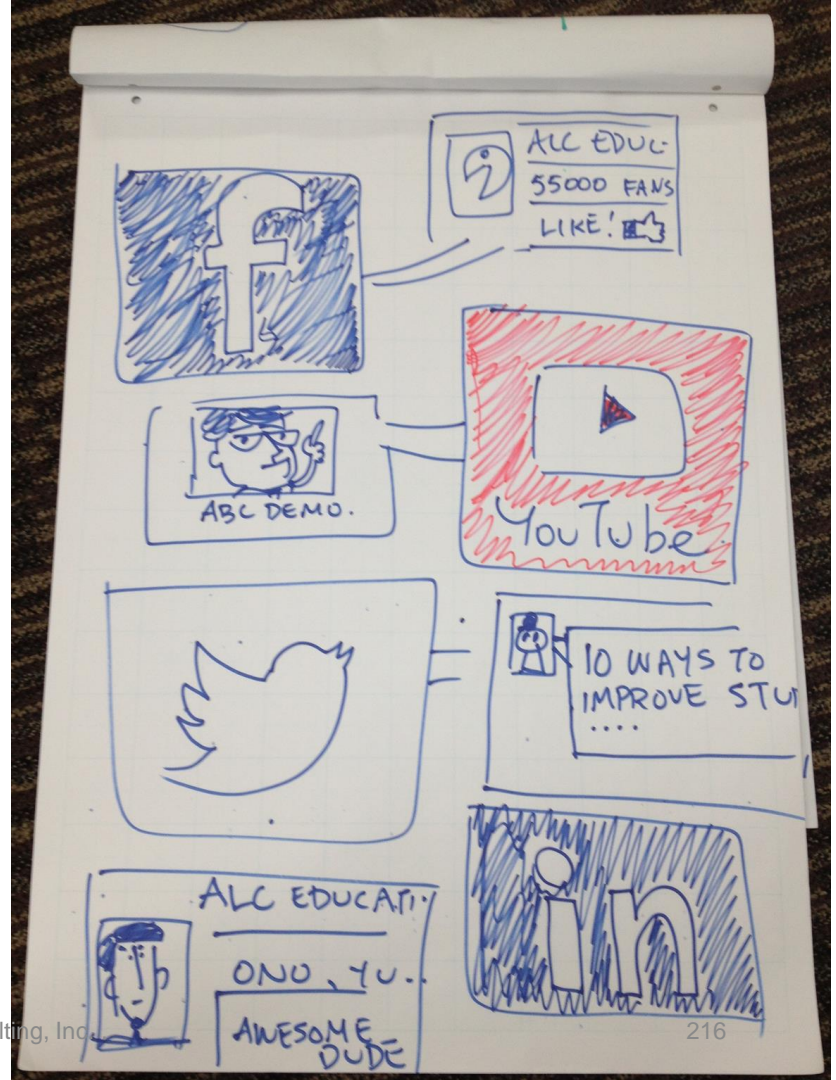 f
ALC EDUC-
55000 FANS
LIKE!
ABC DEMO.
YouTube
10 WAYS TO
IMPROVE STU
....
in
ALC EDUCATI.
ONO, YU..
AWESOME
DUDE
lting, Inc.
216